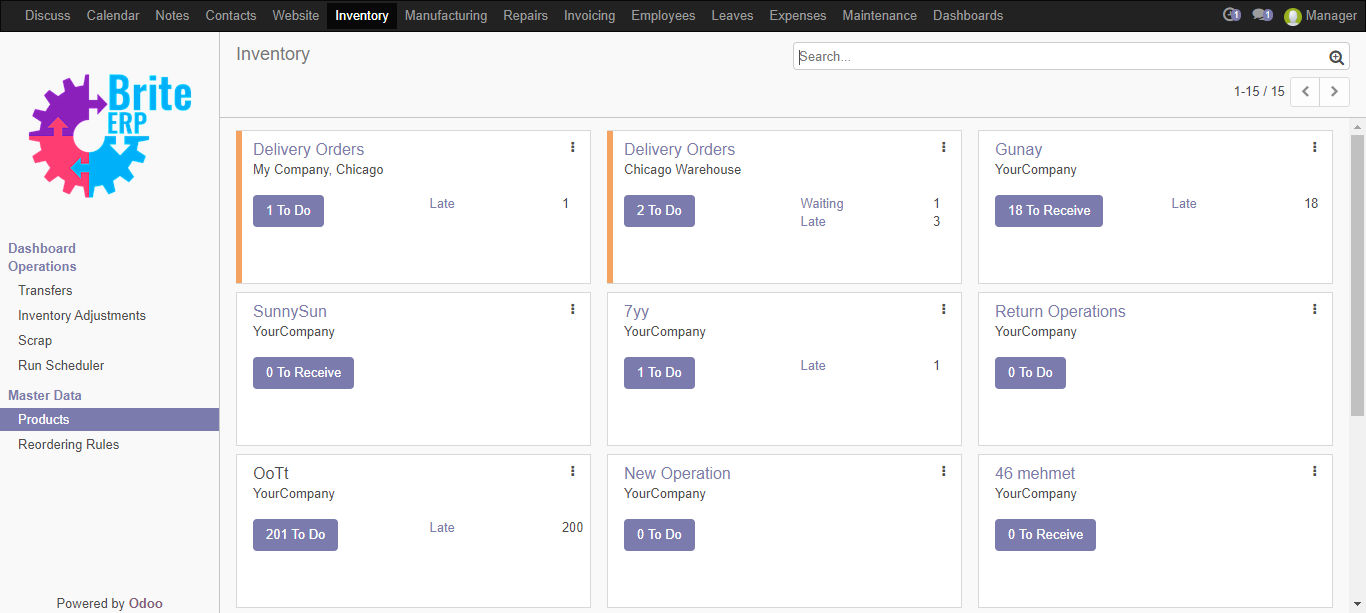 Discuss Calendar Notes Contacts Website Inventory Manufacturing Repairs Invoicing Employees Leaves Expenses Maintenance Dashboards 1 1 Manager
Brite
ERP
Dashboard
Operations
Transfers
Inventory Adjustments
Scrap
Run Scheduler
Master Data
Products
Reordering Rules
Powered by Odoo
Inventory
Search...
1-15 / 15
Delivery Orders
My Company, Chicago
1 To Do Late 1
Delivery Orders
Chicago Warehouse
2 To Do Waiting 1
Late 3
Gunay
YourCompany
18 To Receive Late 18
SunnySun
YourCompany
0 To Receive
7yy
YourCompany
1 To Do Late 1
Return Operations
YourCompany
0 To Do
OoTt
YourCompany
201 To Do Late 200
New Operation
YourCompany
0 To Do
46 mehmet
YourCompany
0 To Receive